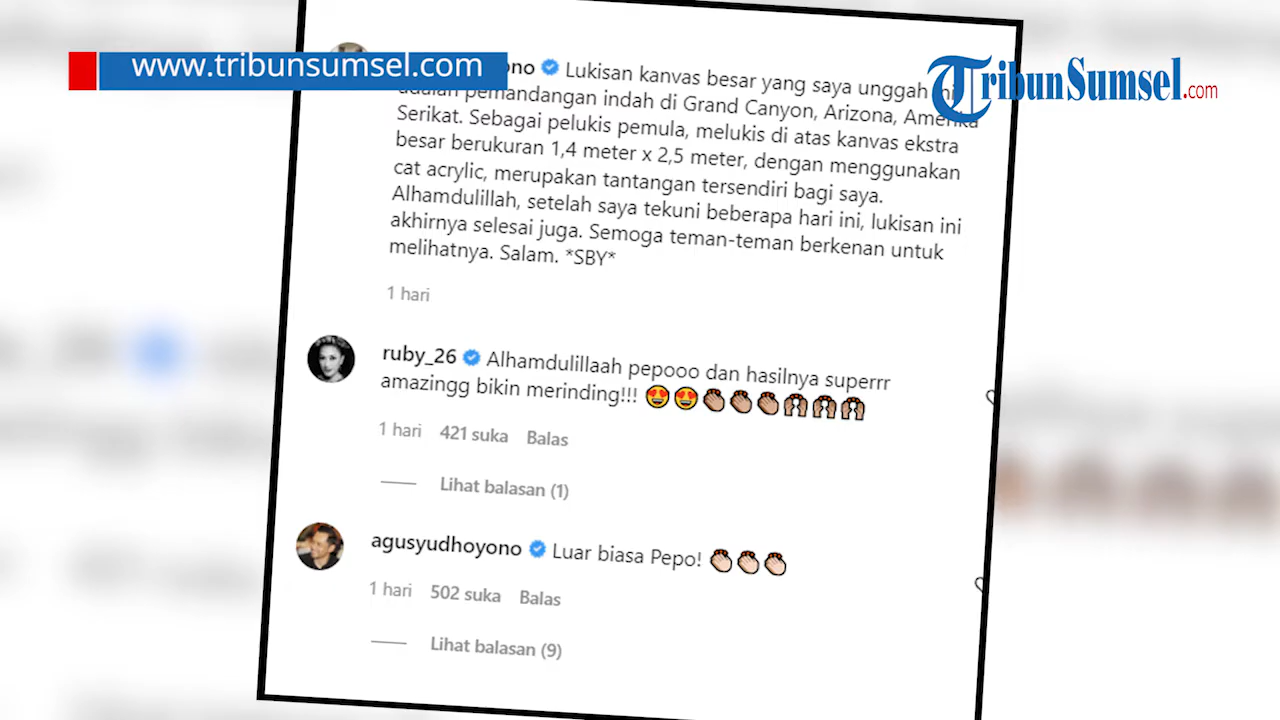 www.tribunsumsel.com
TribunSumsel.com
ono Lukisan kanvas besar yang saya unggah ini
adalah pemandangan indah di Grand Canyon, Arizona, Amerika
Serikat. Sebagai pelukis pemula, melukis di atas kanvas ekstra
besar berukuran 1,4 meter x 2,5 meter, dengan menggunakan
cat acrylic, merupakan tantangan tersendiri bagi saya.
Alhamdulillah, setelah saya tekuni beberapa hari ini, lukisan ini
akhirnya selesai juga. Semoga teman-teman berkenan untuk
melihatnya. Salam. *SBY*
1 hari
ruby_26 Alhamdulillaah pepooo dan hasilnya superrr
amazingg bikin merinding!!! 😍😍👏🏽👏🏽👏🏽🙌🏽🙌🏽🙌🏽
1 hari 421 suka Balas
Lihat balasan (1)
agusyudhoyono Luar biasa Pepo! 👏🏻👏🏻👏🏻
1 hari 502 suka Balas
Lihat balasan (9)